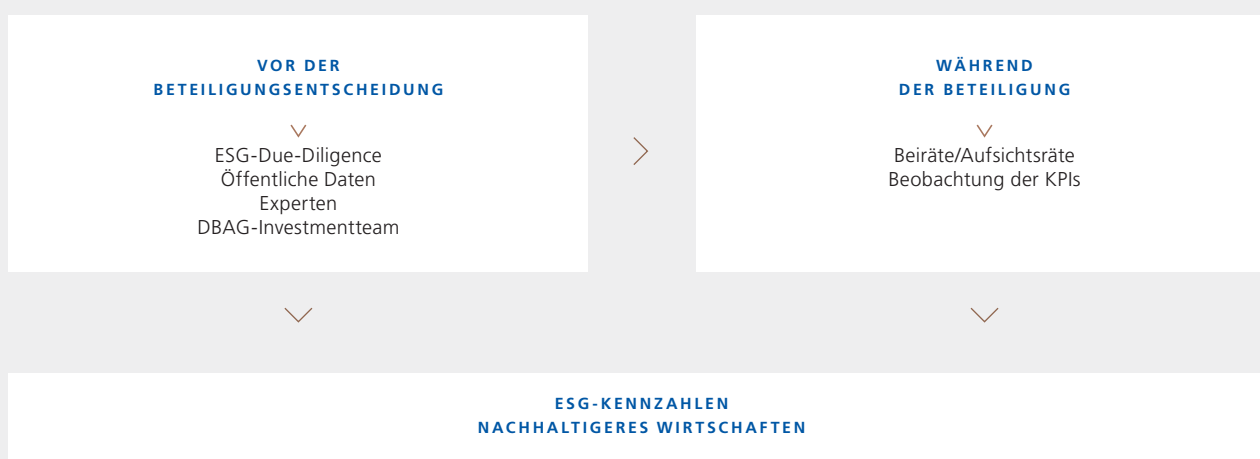 VOR DER
BETEILIGUNGSENTSCHEIDUNG
ESG-Due-Diligence
Öffentliche Daten
Experten
DBAG-Investmentteam
WÄHREND
DER BETEILIGUNG
Beiräte/Aufsichtsräte
Beobachtung der KPIs
ESG-KENNZAHLEN
NACHHALTIGERES WIRTSCHAFTEN